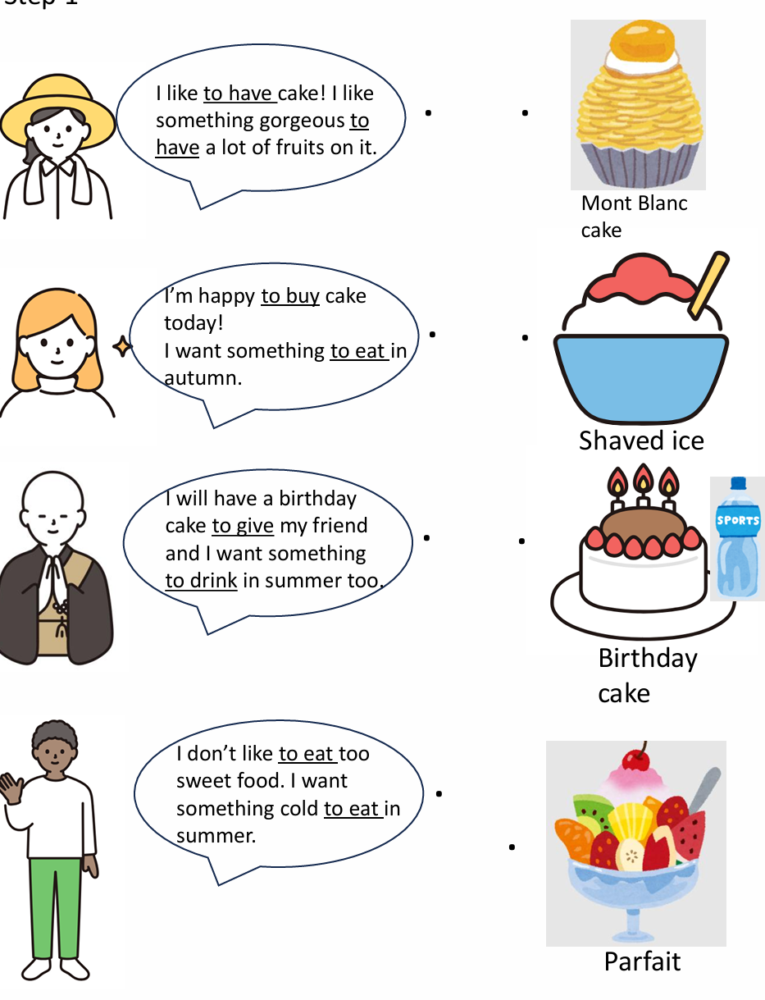 Step 1
I like to have cake! I like
something gorgeous to
have a lot of fruits on it.
Mont Blanc
cake
I’m happy to buy cake
today!
I want something to eat in
autumn.
Shaved ice
I will have a birthday
cake to give my friend
and I want something
to drink in summer too.
SPORTS
Birthday
cake
I don’t like to eat too
sweet food. I want
something cold to eat in
summer.
Parfait